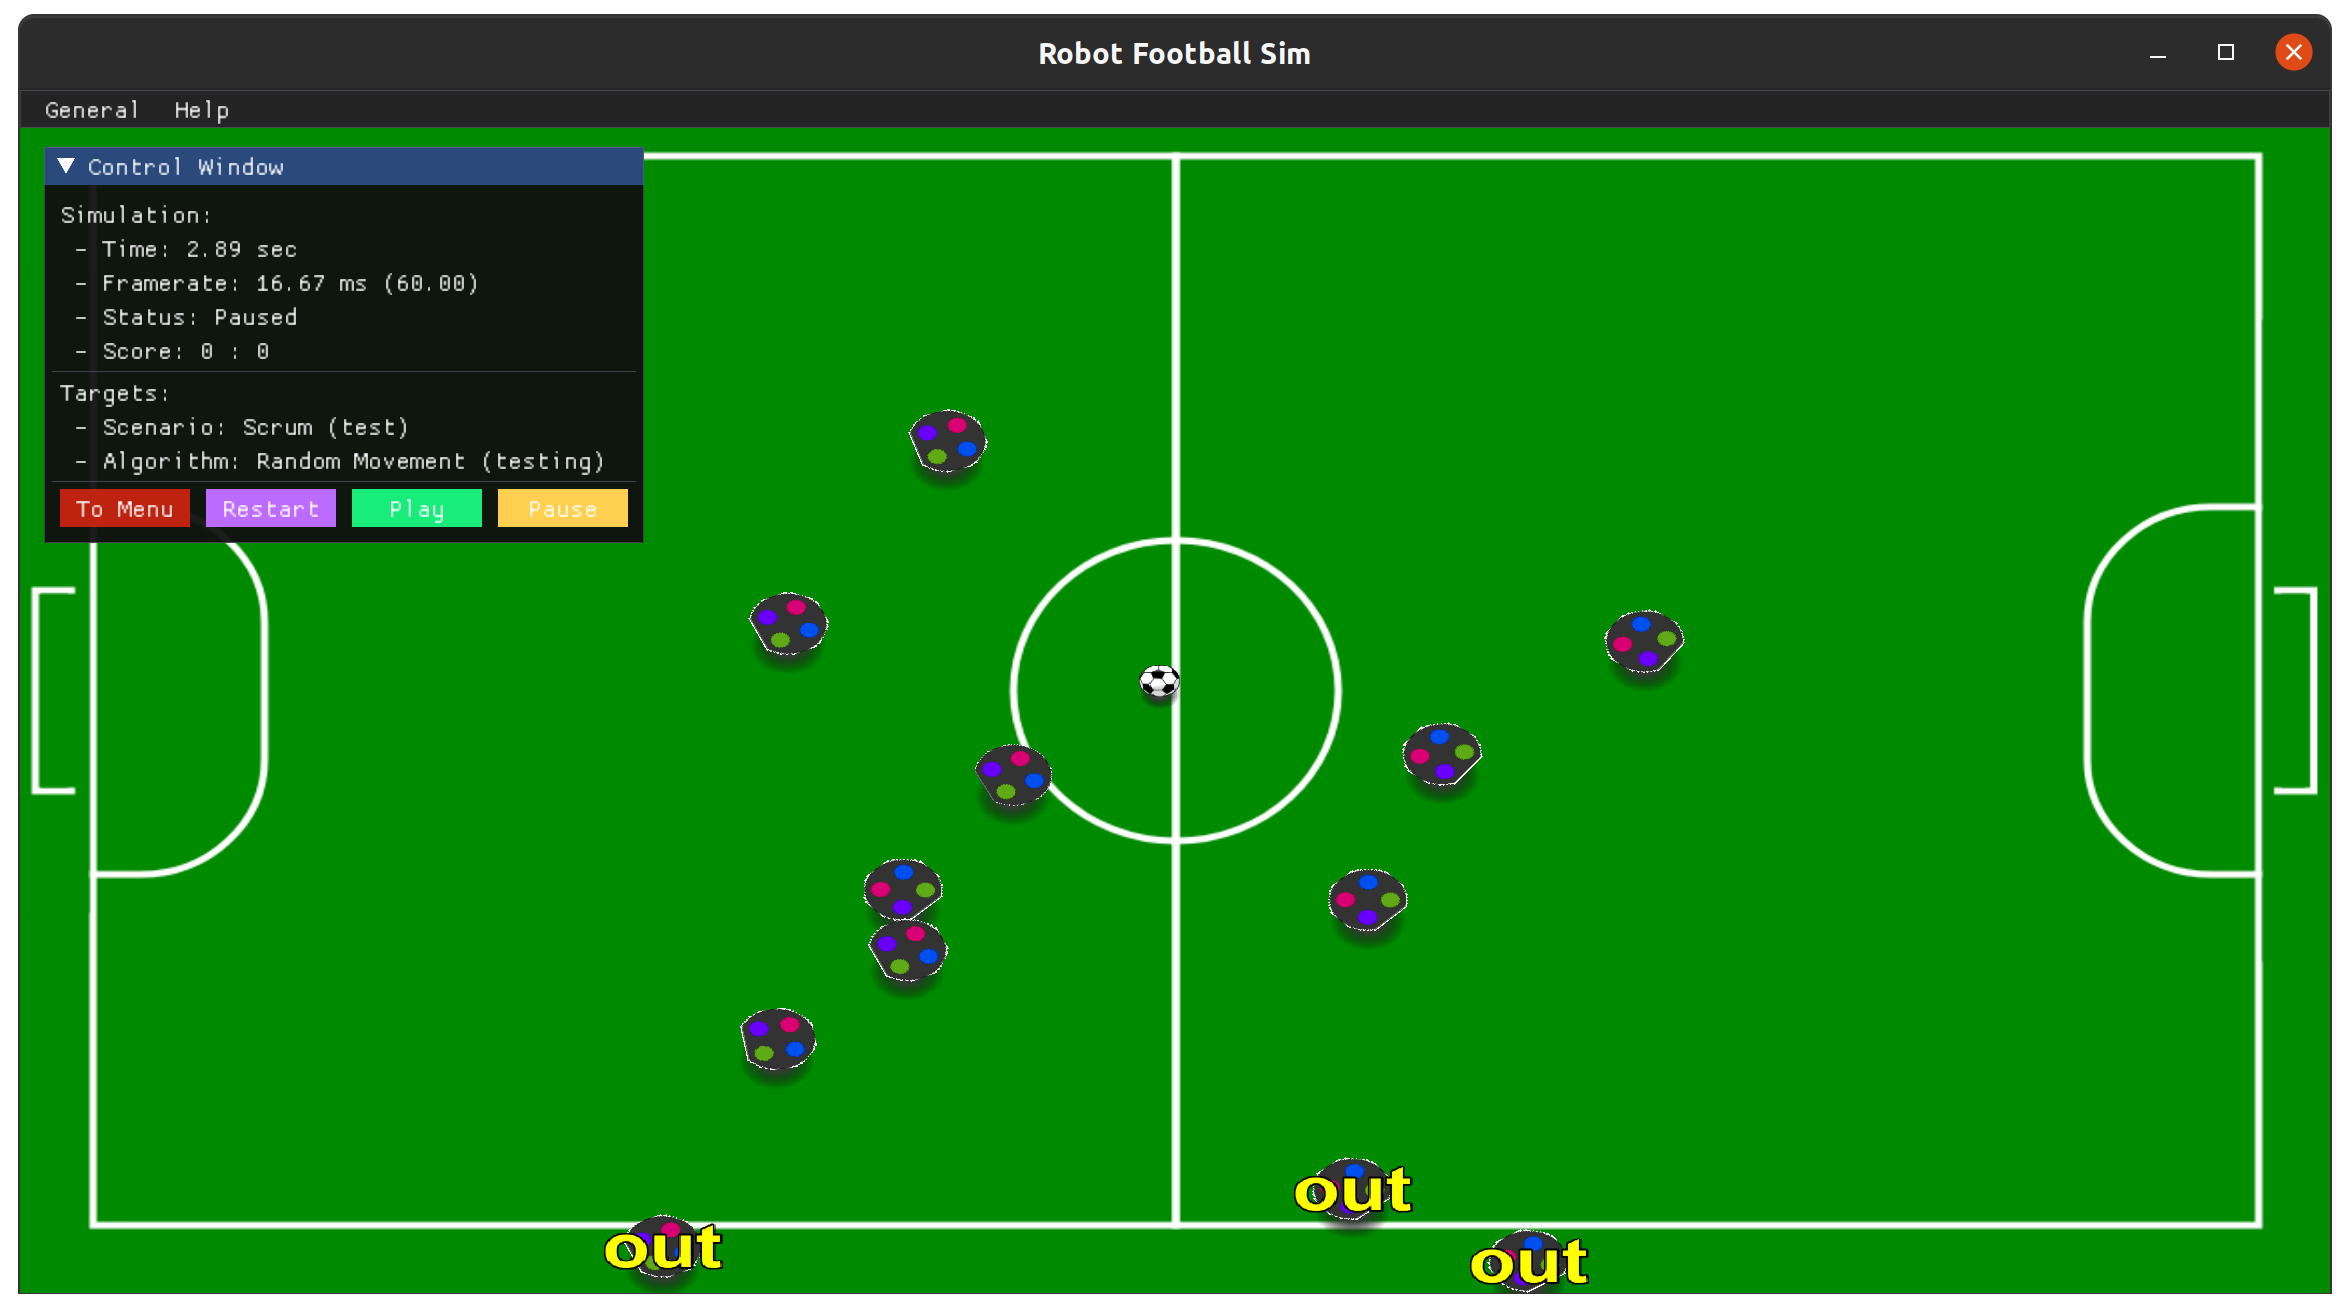 Robot Football Sim
General Help
Control Window
Simulation:
- Time: 2.89 sec
- Framerate: 16.67 ms (60.00)
- Status: Paused
- Score: 0 : 0
Targets:
- Scenario: Scrum (test)
- Algorithm: Random Movement (testing)
To Menu Restart Play Pause
out
out
out